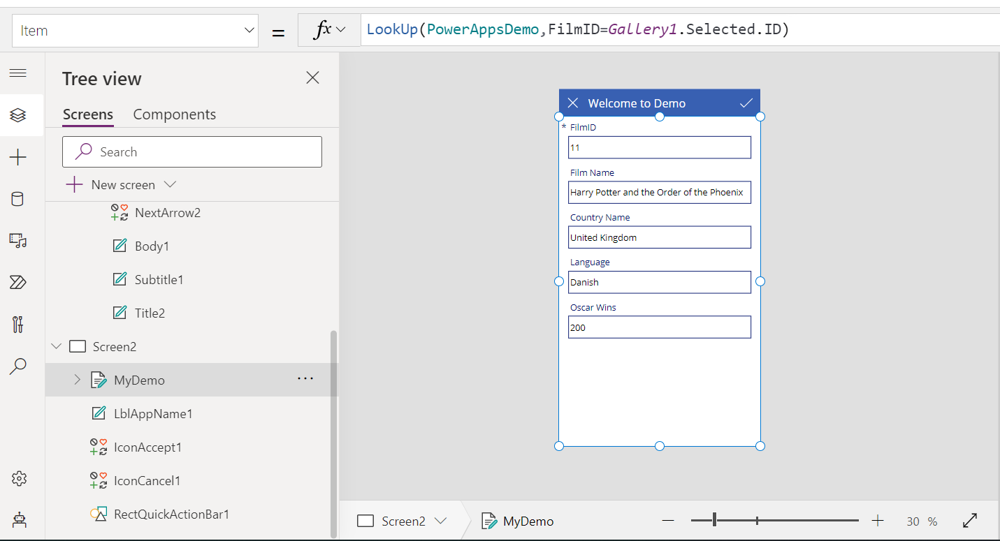 Item
=
fx
LookUp(PowerAppsDemo,FilmID=Gallery1.Selected.ID)
Tree view
Screens
Components
Search
New screen
NextArrow2
Body1
Subtitle1
Title2
Screen2
MyDemo
LblAppName1
IconAccept1
IconCancel1
RectQuickActionBar1
Welcome to Demo
* FilmID
11
Film Name
Harry Potter and the Order of the Phoenix
Country Name
United Kingdom
Language
Danish
Oscar Wins
200
Screen2
MyDemo
30 %